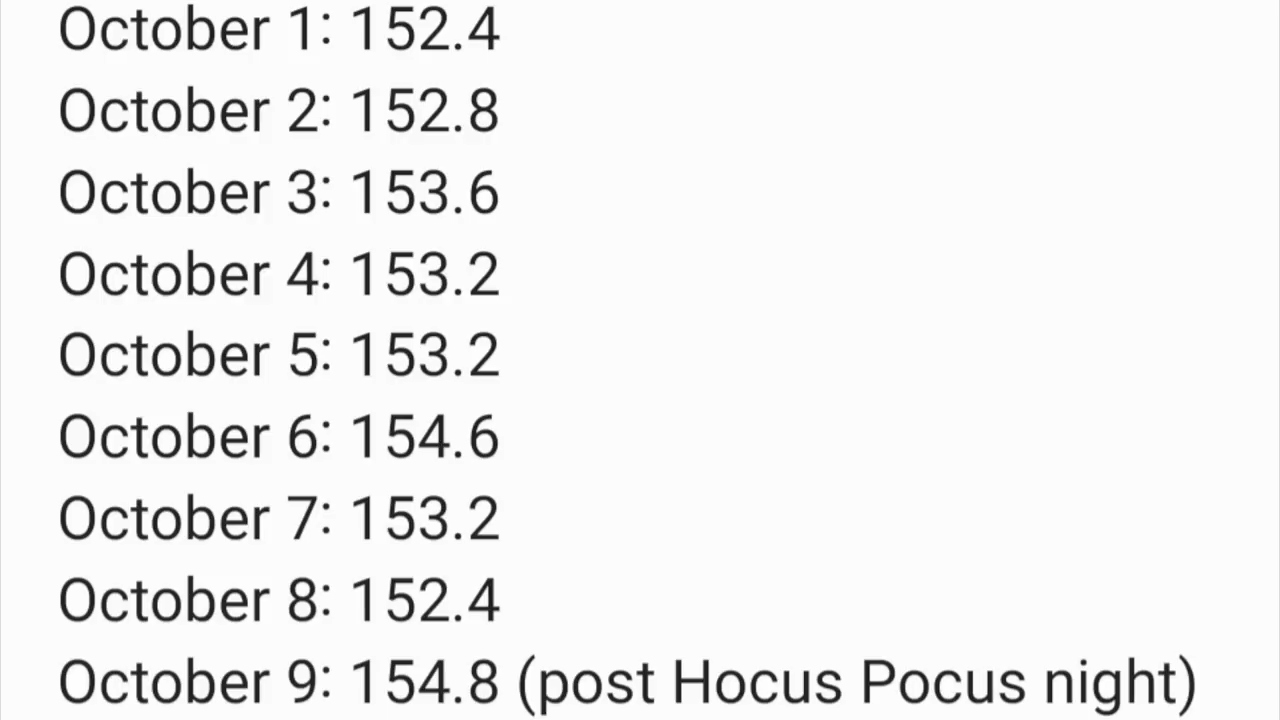 October 1: 152.4
October 2: 152.8
October 3: 153.6
October 4: 153.2
October 5: 153.2
October 6: 154.6
October 7: 153.2
October 8: 152.4
October 9: 154.8 (post Hocus Pocus night)